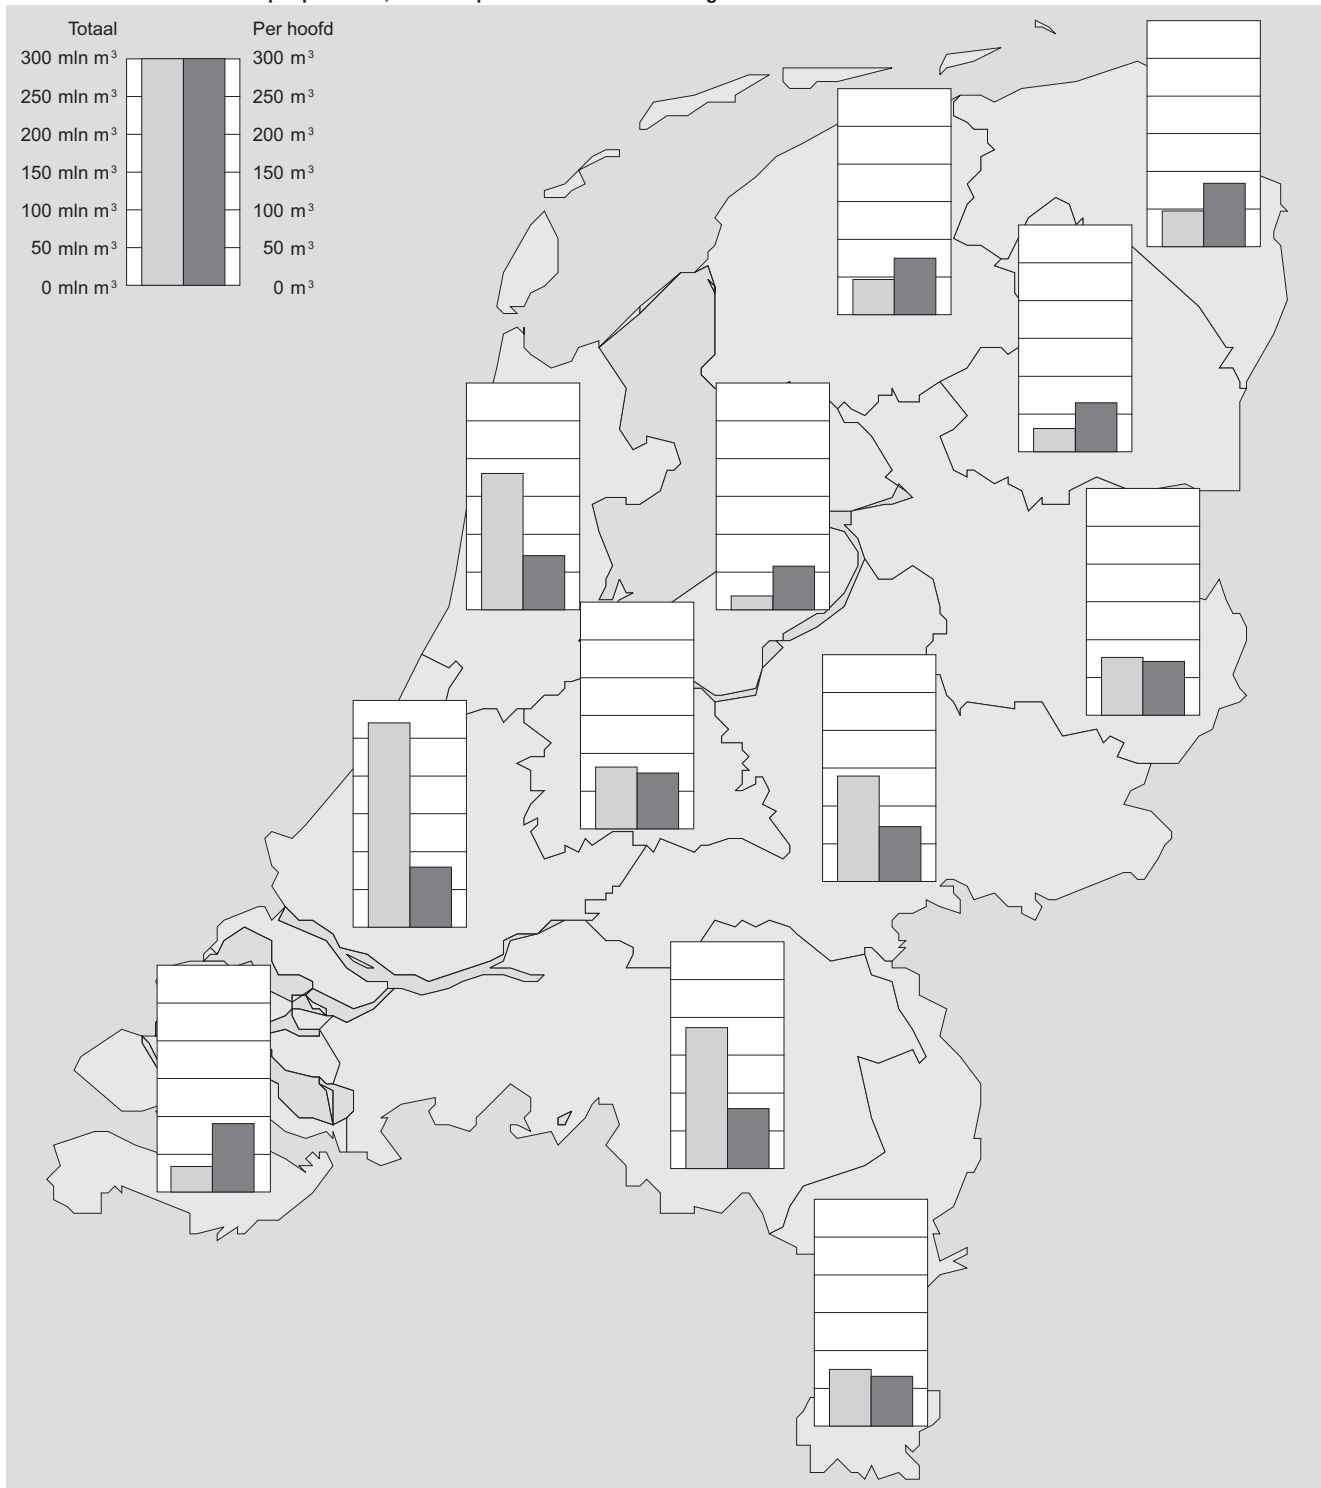 Totaal Per hoofd
300 mln m³ 300 m³
250 mln m³ 250 m³
200 mln m³ 200 m³
150 mln m³ 150 m³
100 mln m³ 100 m³
50 mln m³ 50 m³
0 mln m³ 0 m³